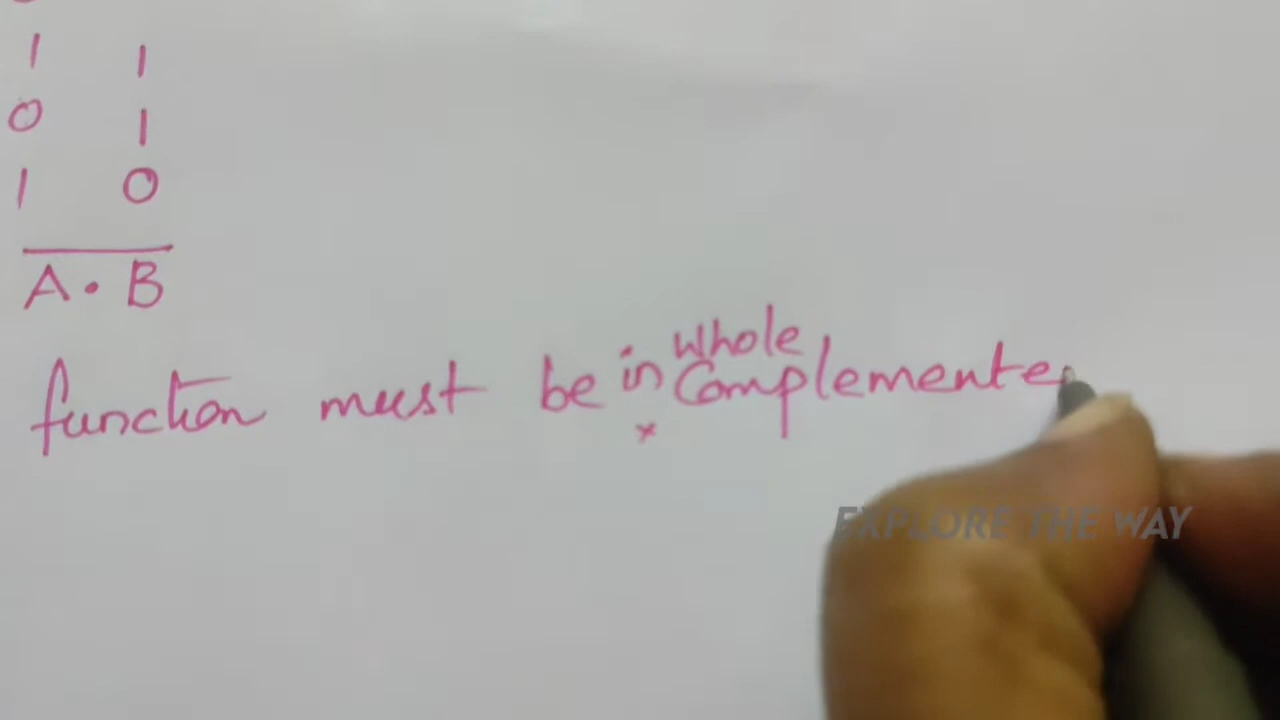 1 1
0 1
1 0
A · B
whole
function must be in Complemente
×
EXPLORE THE WAY